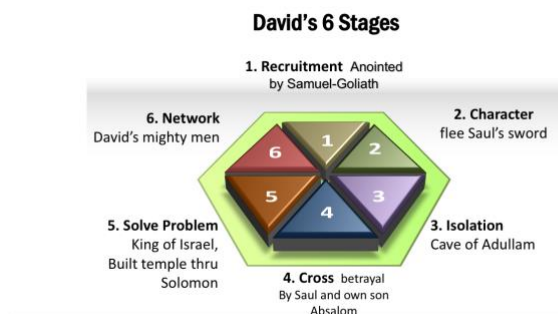 David's 6 Stages
1. Recruitment Anointed
by Samuel-Goliath
6. Network
David's mighty men
2. Character
flee Saul's sword
1
2
3
4
5
6
5. Solve Problem
King of Israel,
Built temple thru
Solomon
3. Isolation
Cave of Adullam
4. Cross betrayal
By Saul and own son
Absalom